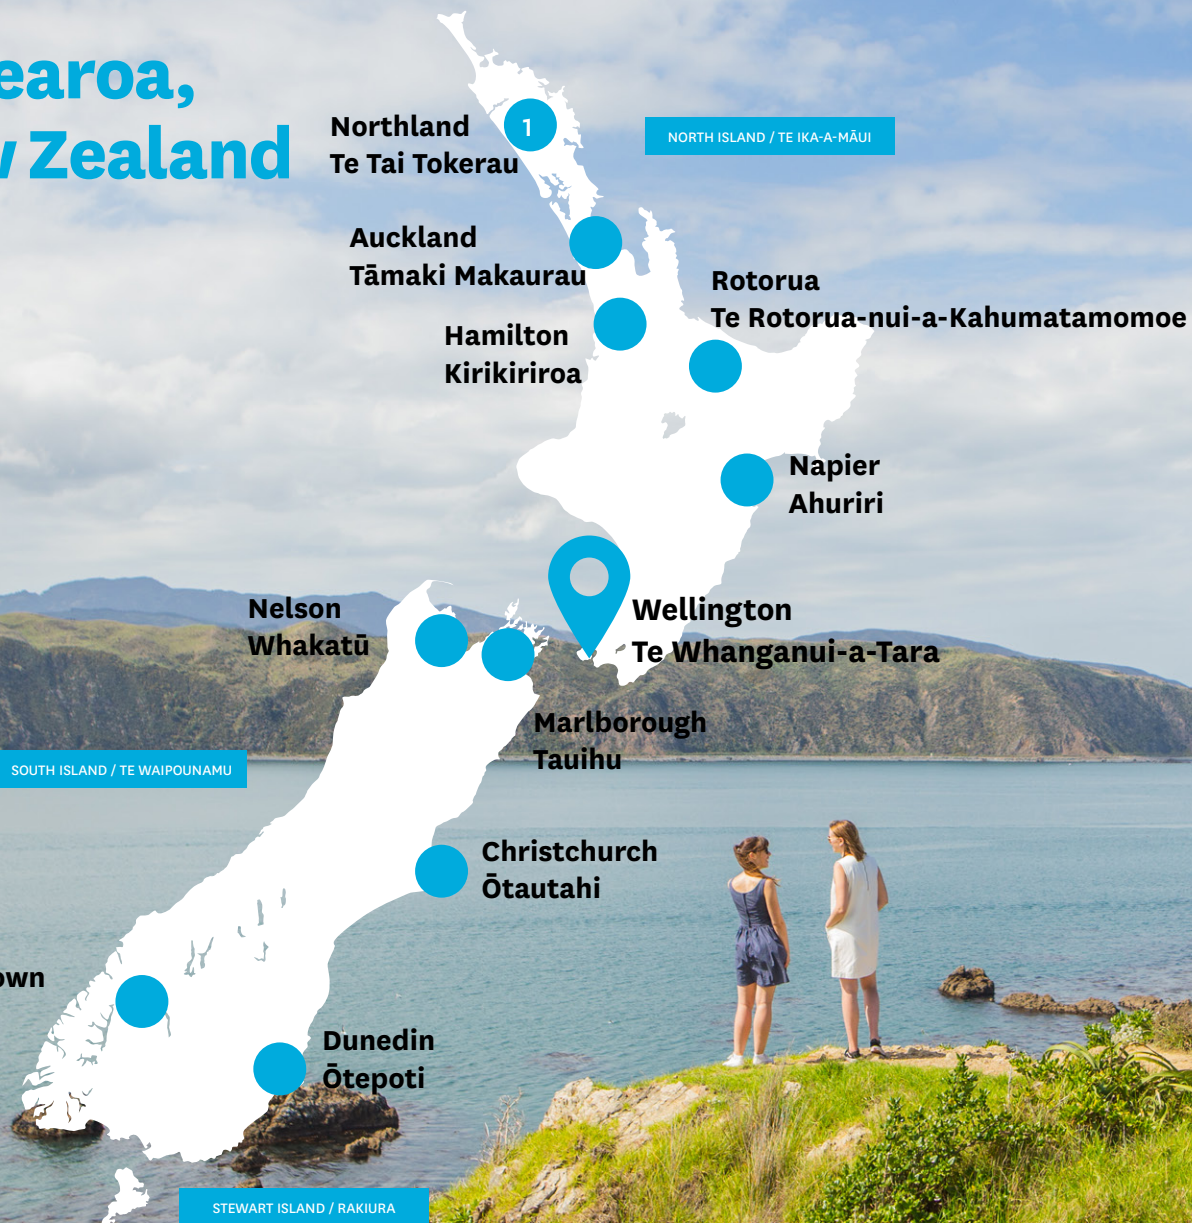 earoa,
Zealand
Northland
Te Tai Tokerau
1
NORTH ISLAND / TE IKA-A-MĀUI
Auckland
Tāmaki Makaurau
Rotorua
Te Rotorua-nui-a-Kahumatamomoe
Hamilton
Kirikiriroa
Napier
Ahuriri
Nelson
Whakatū
Wellington
Te Whanganui-a-Tara
Marlborough
Tauihu
SOUTH ISLAND / TE WAIPOUNAMU
Christchurch
Ōtautahi
own
Dunedin
Ōtepoti
STEWART ISLAND / RAKIURA